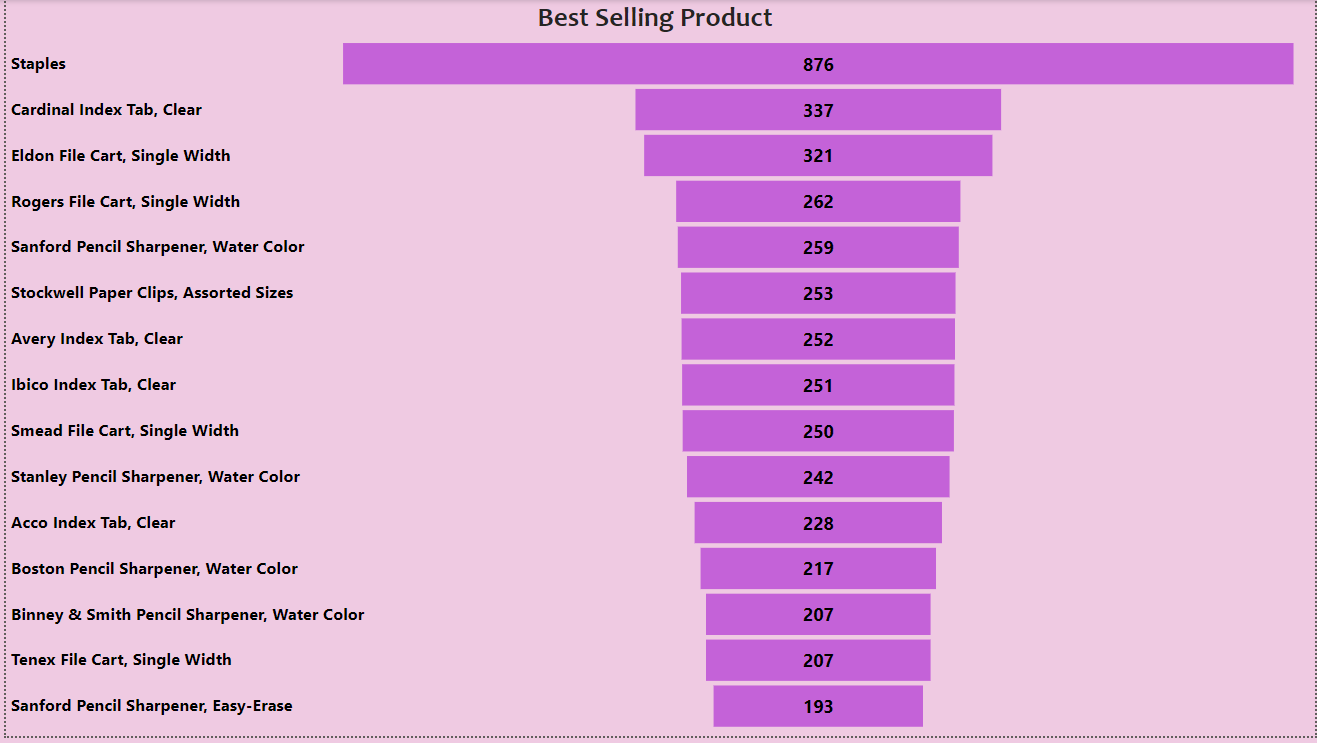 Best Selling Product
Staples 876
Cardinal Index Tab, Clear 337
Eldon File Cart, Single Width 321
Rogers File Cart, Single Width 262
Sanford Pencil Sharpener, Water Color 259
Stockwell Paper Clips, Assorted Sizes 253
Avery Index Tab, Clear 252
Ibico Index Tab, Clear 251
Smead File Cart, Single Width 250
Stanley Pencil Sharpener, Water Color 242
Acco Index Tab, Clear 228
Boston Pencil Sharpener, Water Color 217
Binney & Smith Pencil Sharpener, Water Color 207
Tenex File Cart, Single Width 207
Sanford Pencil Sharpener, Easy-Erase 193